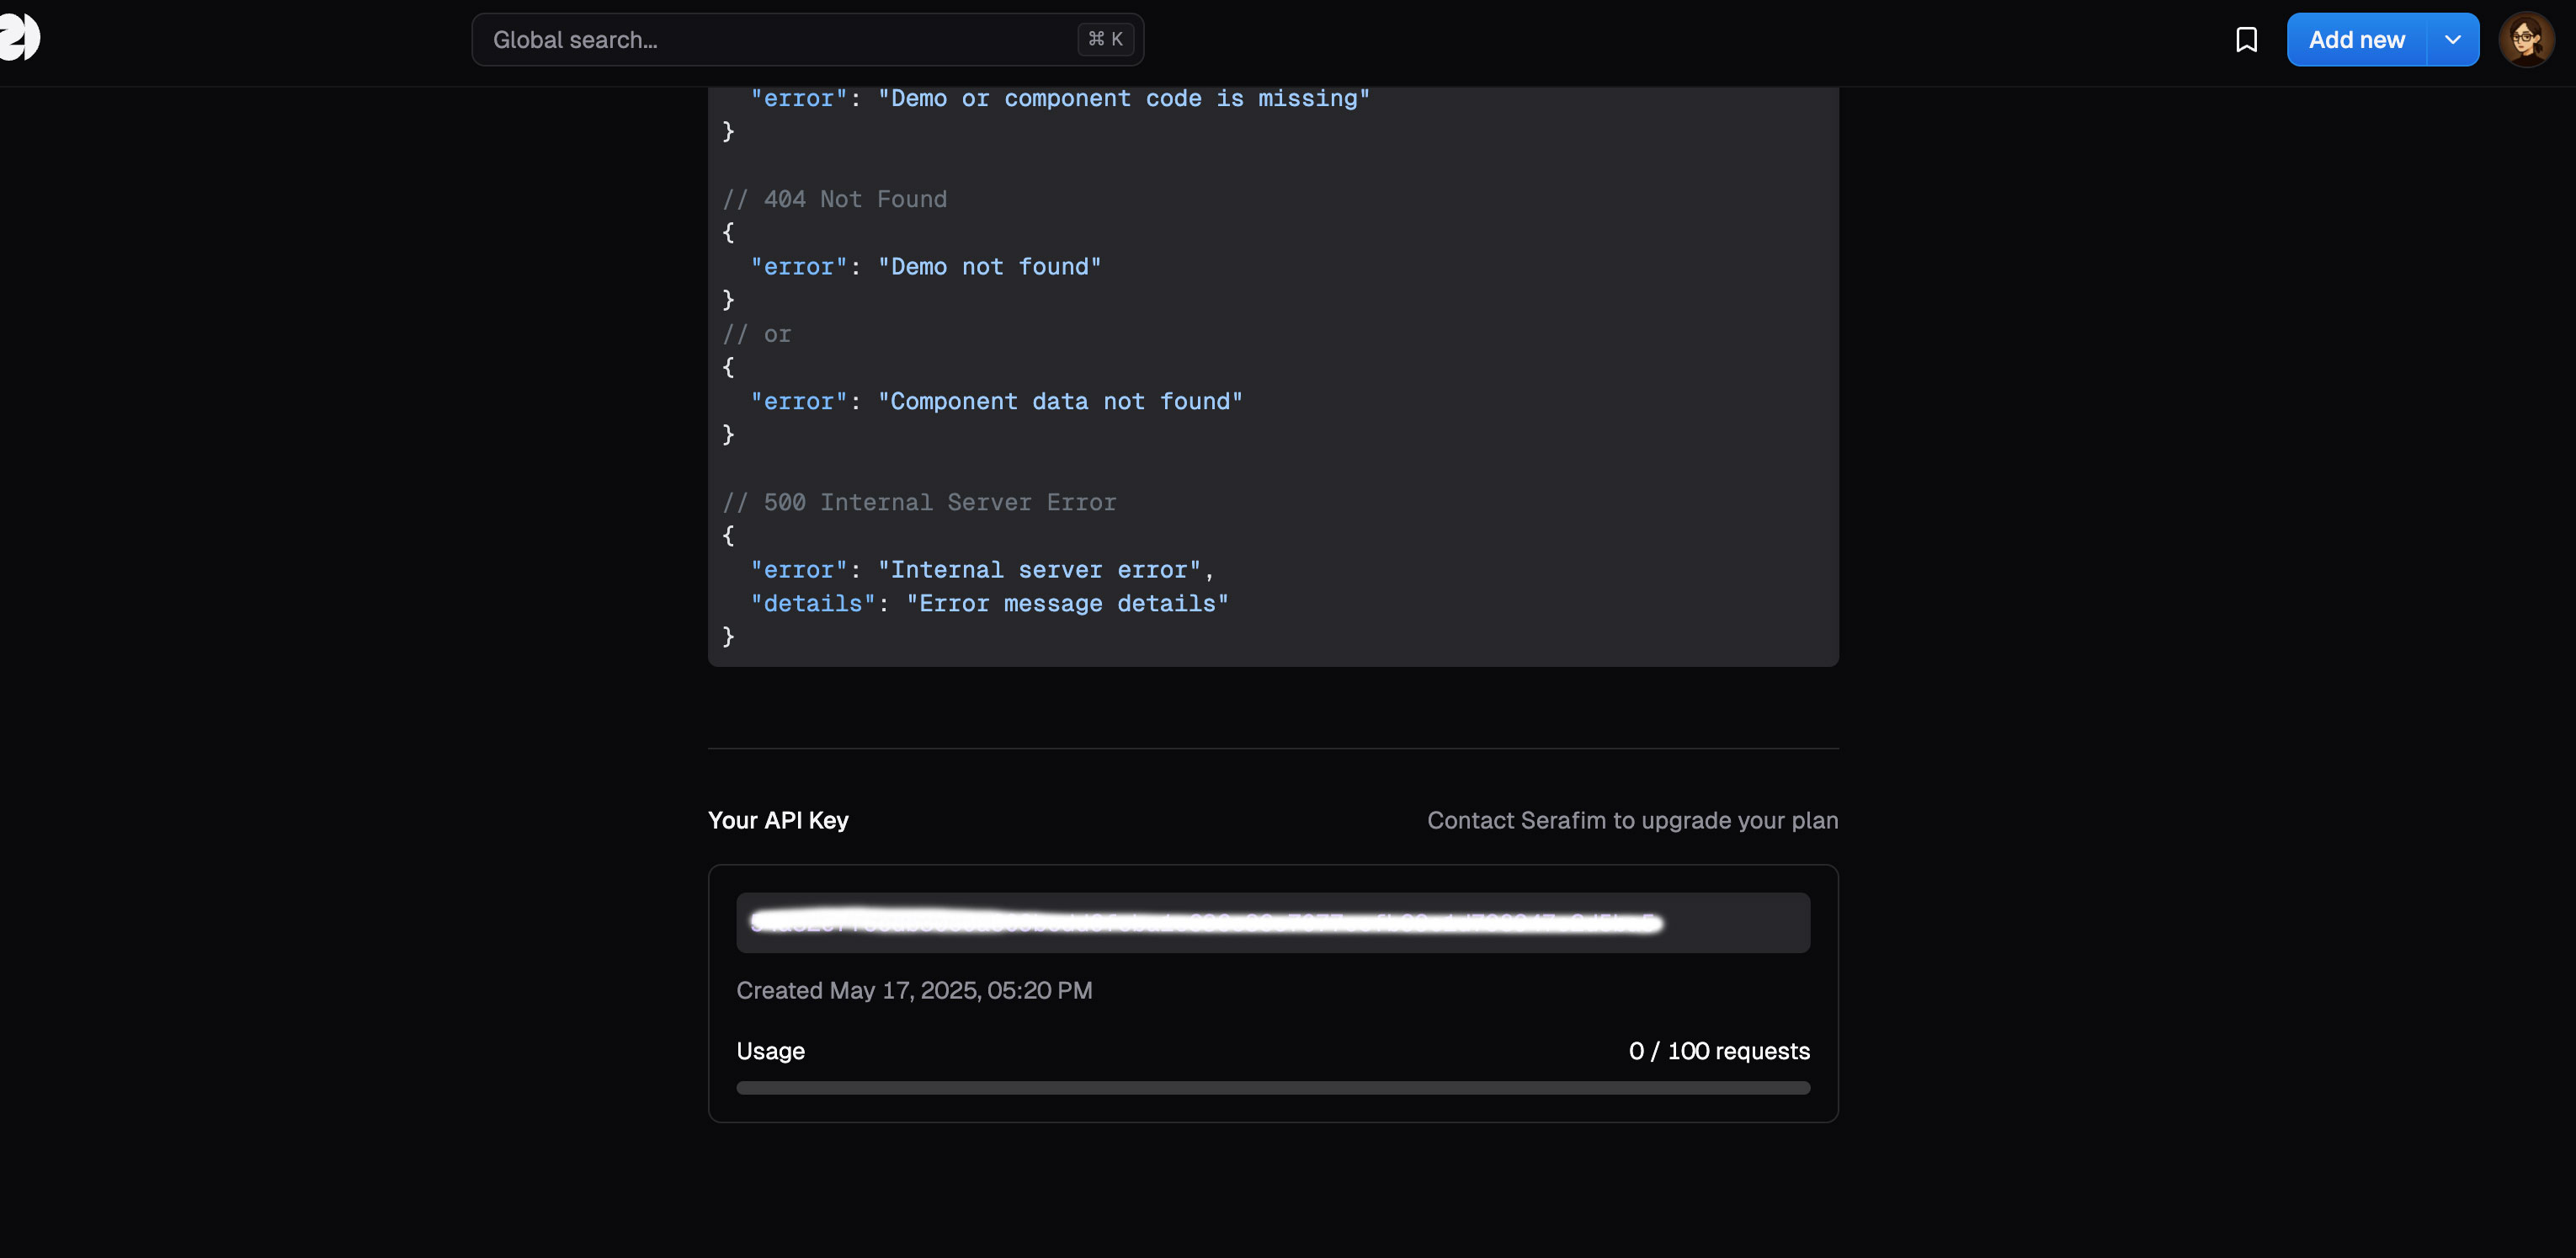 Global search...
⌘ K
Add new
"error": "Demo or component code is missing"
}
// 404 Not Found
{
"error": "Demo not found"
}
// or
{
"error": "Component data not found"
}
// 500 Internal Server Error
{
"error": "Internal server error",
"details": "Error message details"
}
Your API Key
Contact Serafim to upgrade your plan
Created May 17, 2025, 05:20 PM
Usage
0 / 100 requests